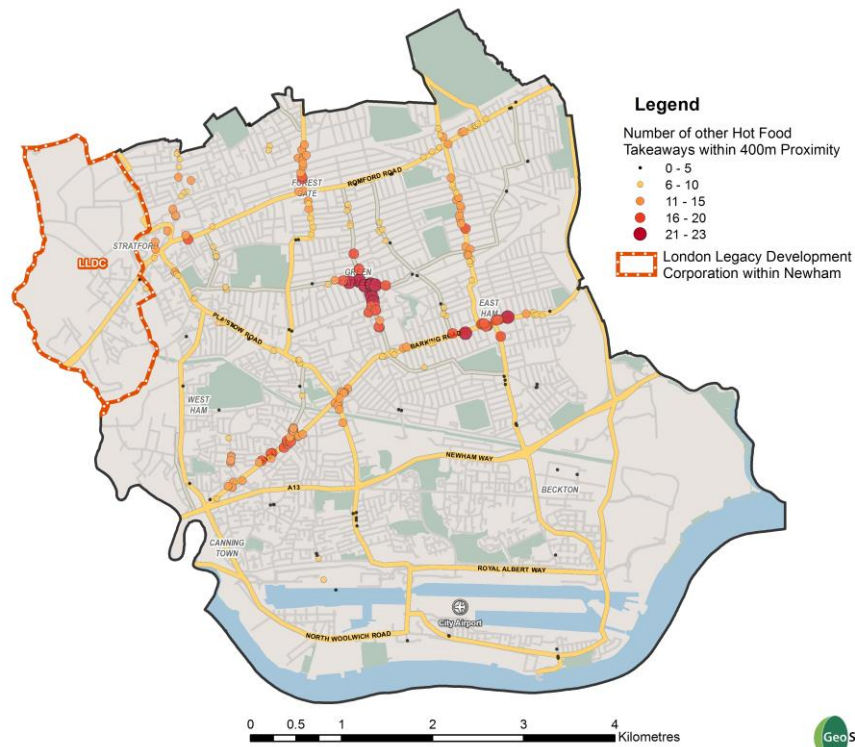 Legend
Number of other Hot Food
Takeaways within 400m Proximity
0 - 5
6 - 10
11 - 15
16 - 20
21 - 23
London Legacy Development
Corporation within Newham
FOREST
GATE
ROMFORD ROAD
STRATFORD
LLDC
GREEN
STREET
EAST
HAM
PLAISTOW ROAD
BARKING ROAD
WEST
HAM
NEWHAM WAY
A13
BECKTON
CANNING
TOWN
ROYAL ALBERT WAY
City Airport
NORTH WOOLWICH ROAD
0 0.5 1 2 3 4
Kilometres
GeoS